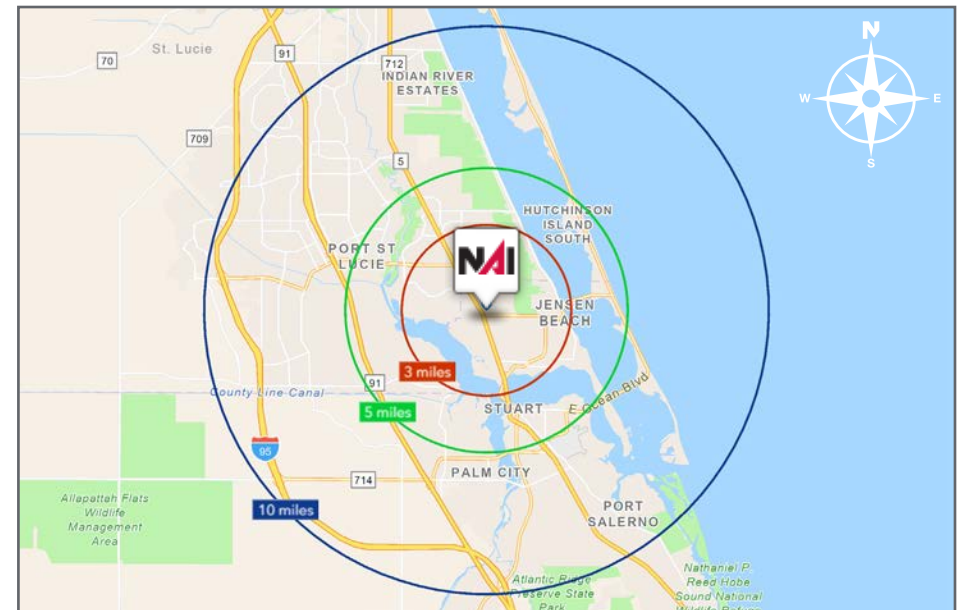 N
W
E
S
St. Lucie
91
70
712
INDIAN RIVER
ESTATES
709
5
HUTCHINSON
ISLAND
SOUTH
PORT ST
LUCIE
NAI
JENSEN
BEACH
3 miles
91
County Line Canal
5 miles
STUART
E Ocean Blvd
95
714
PALM CITY
Allapattah Flats
Wildlife
Management
Area
10 miles
PORT
SALERNO
Atlantic Ridge
Preserve State
Park
Nathaniel P.
Reed Hobe
Sound National
Wildlife Refuge